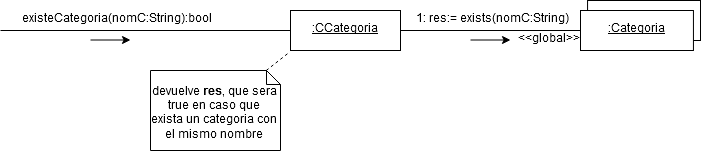 existeCategoria(nomC:String):bool
:CCategoria
1: res:= exists(nomC:String)
<<global>>
:Categoria
devuelve res, que sera
true en caso que
exista un categoria con
el mismo nombre